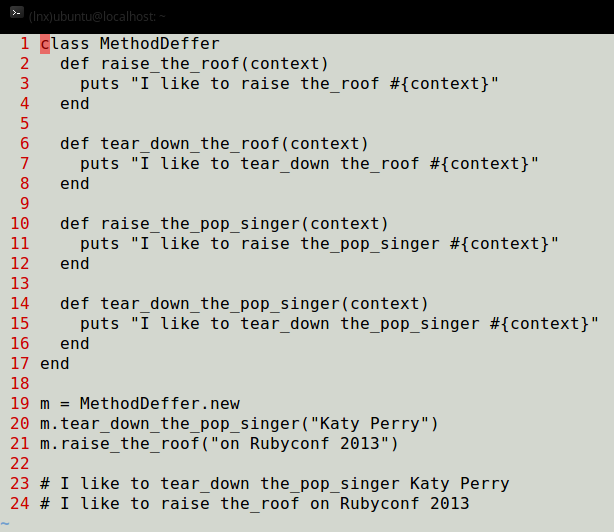 (lnx)ubuntu@localhost: ~
1 class MethodDeffer
2   def raise_the_roof(context)
3     puts "I like to raise the_roof #{context}"
4   end
5
6   def tear_down_the_roof(context)
7     puts "I like to tear_down the_roof #{context}"
8   end
9
10   def raise_the_pop_singer(context)
11     puts "I like to raise the_pop_singer #{context}"
12   end
13
14   def tear_down_the_pop_singer(context)
15     puts "I like to tear_down the_pop_singer #{context}"
16   end
17 end
18
19 m = MethodDeffer.new
20 m.tear_down_the_pop_singer("Katy Perry")
21 m.raise_the_roof("on Rubyconf 2013")
22
23 # I like to tear_down the_pop_singer Katy Perry
24 # I like to raise the_roof on Rubyconf 2013
~